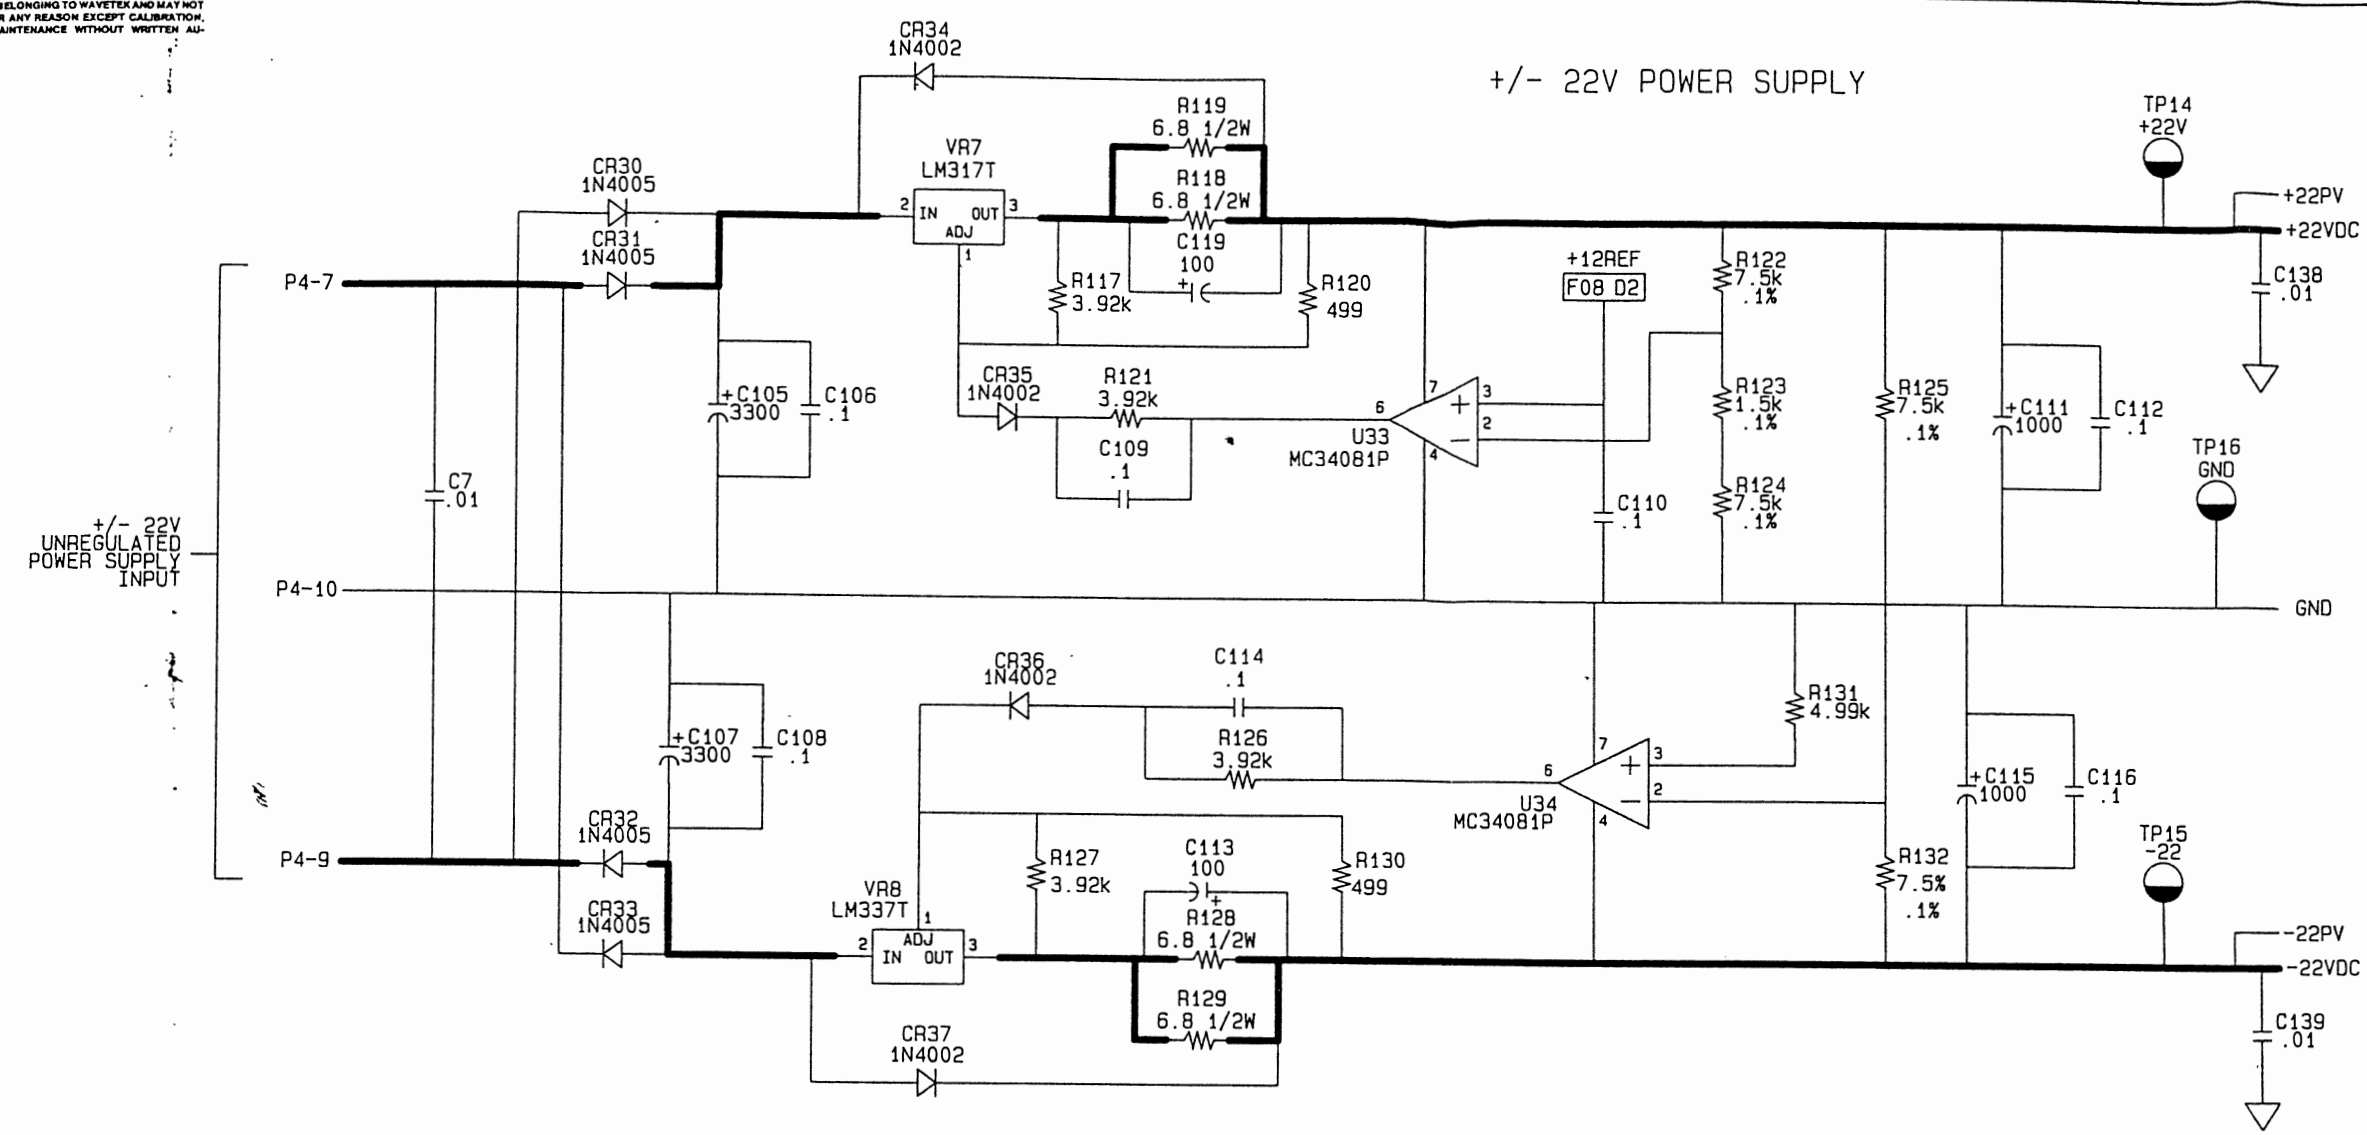 BELONGING TO WAVETEK AND MAY NOT
R ANY REASON EXCEPT CALIBRATION,
AINTENANCE WITHOUT WRITTEN AU-
+/- 22V POWER SUPPLY
CR34
1N4002
R119
6.8 1/2W
TP14
+22V
VR7
LM317T
CR30
1N4005
R118
6.8 1/2W
2 IN OUT 3
ADJ
1
+22PV
+22VDC
CR31
1N4005
C119
100
+
+12REF
F08 D2
R122
7.5k
.1%
P4-7
R117
3.92k
R120
499
C138
.01
CR35
1N4002
R121
3.92k
+C105
3300
C106
.1
7
+ 3
6
- 2
4
U33
MC34081P
R123
1.5k
.1%
R125
7.5k
.1%
+C111
1000
C112
.1
C109
.1
TP16
GND
C7
.01
R124
7.5k
.1%
C110
.1
+/- 22V
UNREGULATED
POWER SUPPLY
INPUT
P4-10
GND
CR36
1N4002
C114
.1
R131
4.99k
+C107
3300
C108
.1
R126
3.92k
7
+ 3
6
- 2
4
U34
MC34081P
+C115
1000
C116
.1
CR32
1N4005
TP15
-22
P4-9
R127
3.92k
C113
100
+
R130
499
R132
7.5%
.1%
VR8
LM337T
CR33
1N4005
1
ADJ
2 IN OUT 3
R128
6.8 1/2W
-22PV
-22VDC
R129
6.8 1/2W
CR37
1N4002
C139
.01